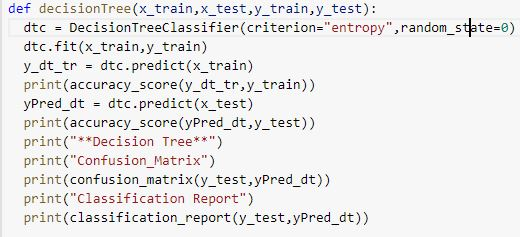 def decisionTree(x_train,x_test,y_train,y_test):
  dtc = DecisionTreeClassifier(criterion="entropy",random_state=0)
  dtc.fit(x_train,y_train)
  y_dt_tr = dtc.predict(x_train)
  print(accuracy_score(y_dt_tr,y_train))
  yPred_dt = dtc.predict(x_test)
  print(accuracy_score(yPred_dt,y_test))
  print("**Decision Tree**")
  print("Confusion_Matrix")
  print(confusion_matrix(y_test,yPred_dt))
  print("Classification Report")
  print(classification_report(y_test,yPred_dt))